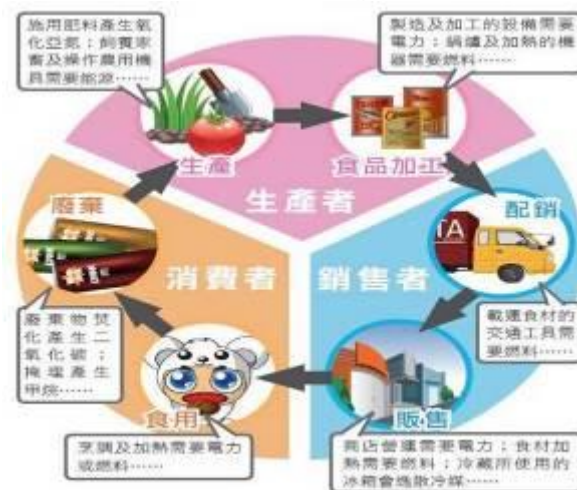 施用肥料產生氧
化亞氮；飼養家
畜及操作農用機
具需要能源……
製造及加工的設備需要
電力；鍋爐及加熱的機
器需要燃料……
生產
食品加工
生產者
廢棄
配銷
TA
消費者
銷售者
廢棄物焚
化產生二
氧化碳；
掩埋產生
甲烷……
載運食材的
交通工具需
要燃料……
食用
販售
烹調及加熱需要電力
或燃料……
商店營運需要電力；食材加
熱需要燃料；冷藏所使用的
冰箱會逸散冷媒……